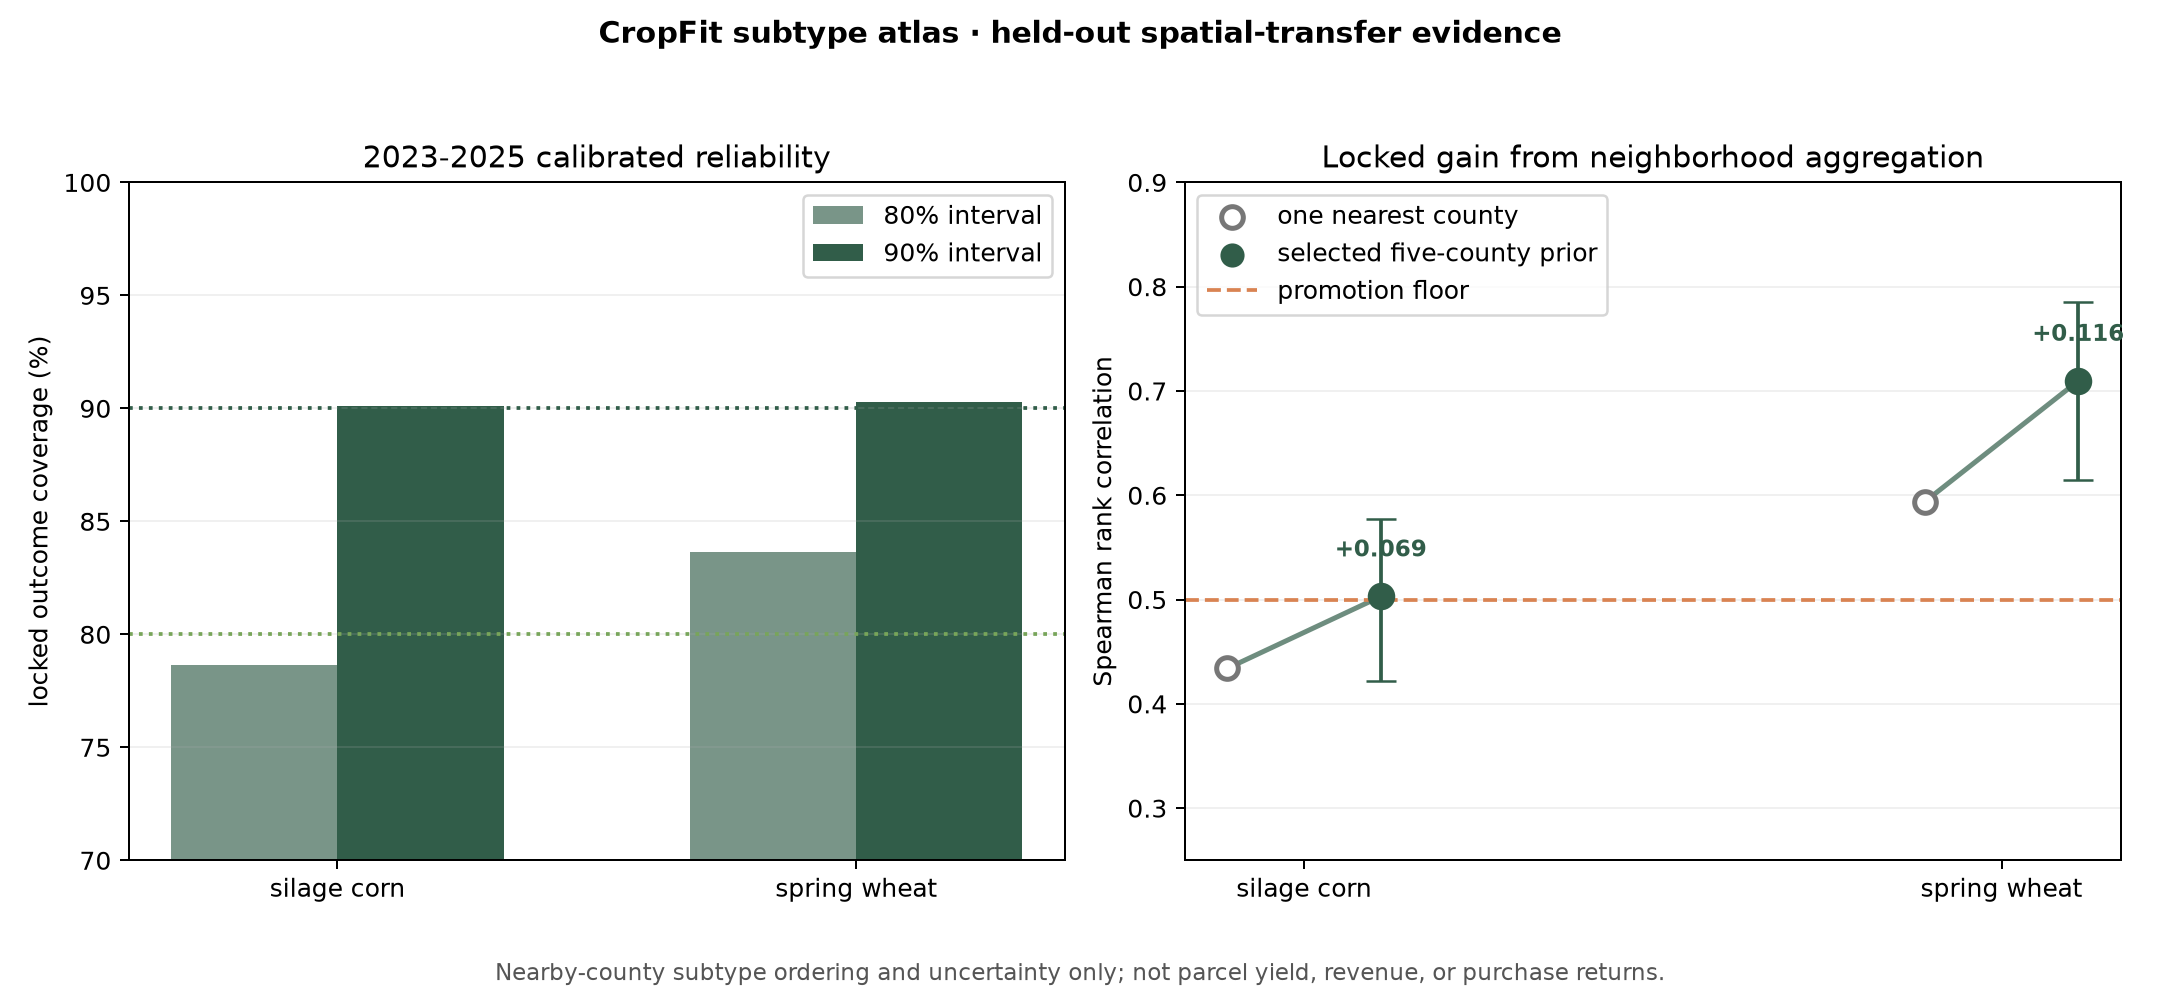 CropFit subtype atlas · held-out spatial-transfer evidence
2023-2025 calibrated reliability
locked outcome coverage (%)
100
95
90
85
80
75
70
80% interval
90% interval
silage corn
spring wheat
Locked gain from neighborhood aggregation
Spearman rank correlation
0.9
0.8
0.7
0.6
0.5
0.4
0.3
one nearest county
selected five-county prior
promotion floor
+0.069
+0.116
silage corn
spring wheat
Nearby-county subtype ordering and uncertainty only; not parcel yield, revenue, or purchase returns.